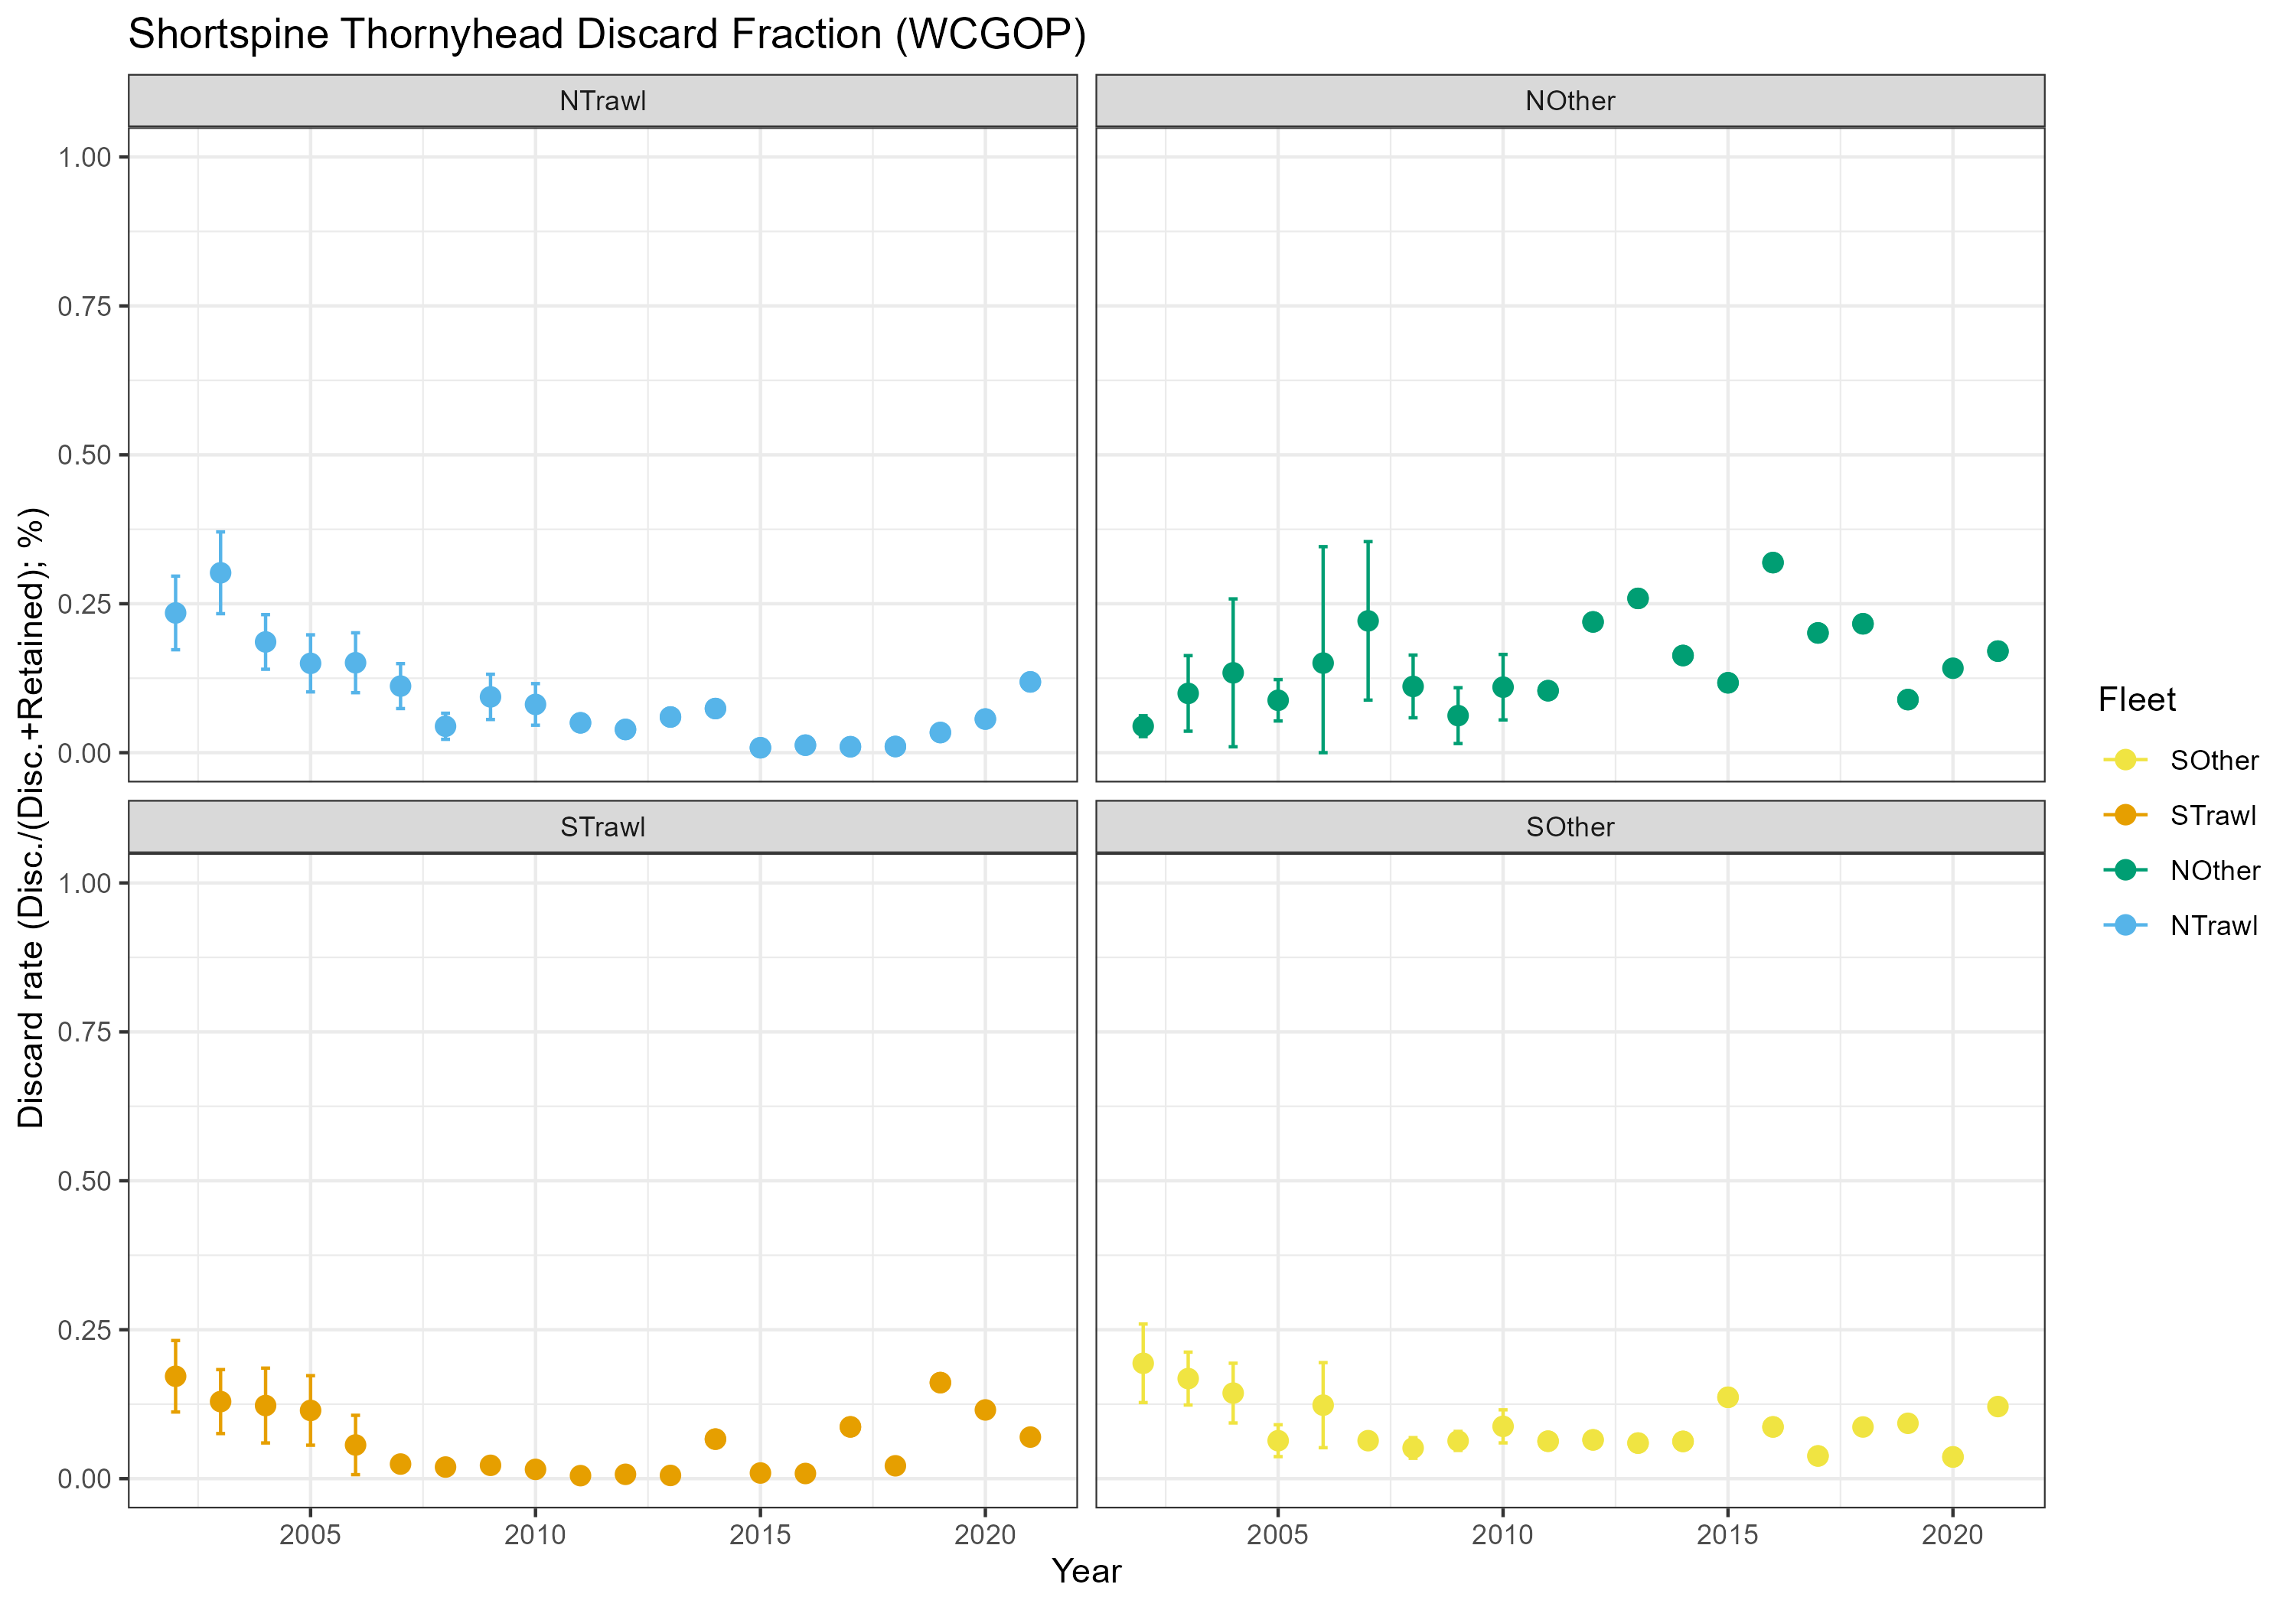 Shortspine Thornyhead Discard Fraction (WCGOP)
NTrawl
NOther
1.00
0.75
0.50
0.25
0.00
STrawl
SOther
1.00
0.75
0.50
0.25
0.00
2005
2010
2015
2020
2005
2010
2015
2020
Year
Discard rate (Disc./(Disc.+Retained); %)
Fleet
SOther
STrawl
NOther
NTrawl